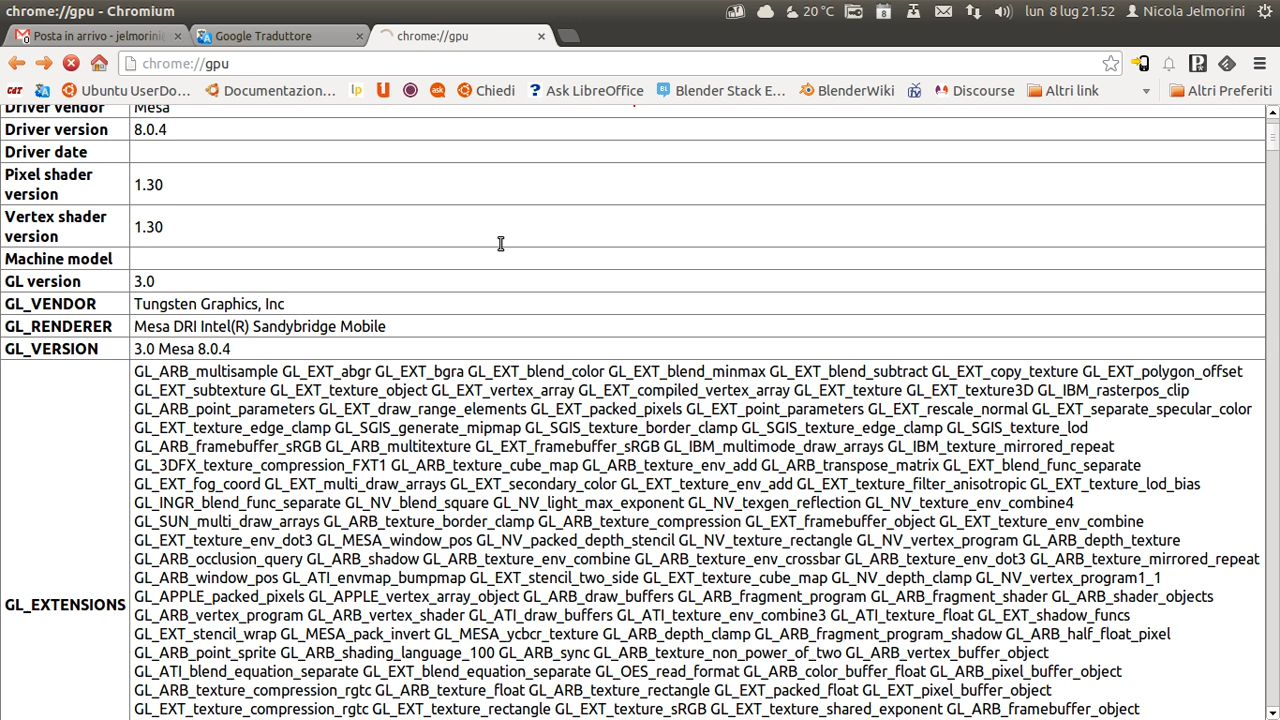 chrome://gpu - Chromium
20 °C
8
lun 8 lug 21.52
Nicola Jelmorini
Posta in arrivo - jelmorini
Google Traduttore
chrome://gpu
chrome://gpu
CdT
Ubuntu UserDo...
Documentazion...
lp
U
ask
Chiedi
? Ask LibreOffice
Blender Stack E...
BlenderWiki
Discourse
Altri link
Altri Preferiti
Driver vendor Mesa
Driver version 8.0.4
Driver date
Pixel shader
version
1.30
Vertex shader
version
1.30
Machine model
GL version 3.0
GL_VENDOR Tungsten Graphics, Inc
GL_RENDERER Mesa DRI Intel(R) Sandybridge Mobile
GL_VERSION 3.0 Mesa 8.0.4
GL_EXTENSIONS
GL_ARB_multisample GL_EXT_abgr GL_EXT_bgra GL_EXT_blend_color GL_EXT_blend_minmax GL_EXT_blend_subtract GL_EXT_copy_texture GL_EXT_polygon_offset
GL_EXT_subtexture GL_EXT_texture_object GL_EXT_vertex_array GL_EXT_compiled_vertex_array GL_EXT_texture GL_EXT_texture3D GL_IBM_rasterpos_clip
GL_ARB_point_parameters GL_EXT_draw_range_elements GL_EXT_packed_pixels GL_EXT_point_parameters GL_EXT_rescale_normal GL_EXT_separate_specular_color
GL_EXT_texture_edge_clamp GL_SGIS_generate_mipmap GL_SGIS_texture_border_clamp GL_SGIS_texture_edge_clamp GL_SGIS_texture_lod
GL_ARB_framebuffer_sRGB GL_ARB_multitexture GL_EXT_framebuffer_sRGB GL_IBM_multimode_draw_arrays GL_IBM_texture_mirrored_repeat
GL_3DFX_texture_compression_FXT1 GL_ARB_texture_cube_map GL_ARB_texture_env_add GL_ARB_transpose_matrix GL_EXT_blend_func_separate
GL_EXT_fog_coord GL_EXT_multi_draw_arrays GL_EXT_secondary_color GL_EXT_texture_env_add GL_EXT_texture_filter_anisotropic GL_EXT_texture_lod_bias
GL_INGR_blend_func_separate GL_NV_blend_square GL_NV_light_max_exponent GL_NV_texgen_reflection GL_NV_texture_env_combine4
GL_SUN_multi_draw_arrays GL_ARB_texture_border_clamp GL_ARB_texture_compression GL_EXT_framebuffer_object GL_EXT_texture_env_combine
GL_EXT_texture_env_dot3 GL_MESA_window_pos GL_NV_packed_depth_stencil GL_NV_texture_rectangle GL_NV_vertex_program GL_ARB_depth_texture
GL_ARB_occlusion_query GL_ARB_shadow GL_ARB_texture_env_combine GL_ARB_texture_env_crossbar GL_ARB_texture_env_dot3 GL_ARB_texture_mirrored_repeat
GL_ARB_window_pos GL_ATI_envmap_bumpmap GL_EXT_stencil_two_side GL_EXT_texture_cube_map GL_NV_depth_clamp GL_NV_vertex_program1_1
GL_APPLE_packed_pixels GL_APPLE_vertex_array_object GL_ARB_draw_buffers GL_ARB_fragment_program GL_ARB_fragment_shader GL_ARB_shader_objects
GL_ARB_vertex_program GL_ARB_vertex_shader GL_ATI_draw_buffers GL_ATI_texture_env_combine3 GL_ATI_texture_float GL_EXT_shadow_funcs
GL_EXT_stencil_wrap GL_MESA_pack_invert GL_MESA_ycbcr_texture GL_ARB_depth_clamp GL_ARB_fragment_program_shadow GL_ARB_half_float_pixel
GL_ARB_point_sprite GL_ARB_shading_language_100 GL_ARB_sync GL_ARB_texture_non_power_of_two GL_ARB_vertex_buffer_object
GL_ATI_blend_equation_separate GL_EXT_blend_equation_separate GL_OES_read_format GL_ARB_color_buffer_float GL_ARB_pixel_buffer_object
GL_ARB_texture_compression_rgtc GL_ARB_texture_float GL_ARB_texture_rectangle GL_EXT_packed_float GL_EXT_pixel_buffer_object
GL_EXT_texture_compression_rgtc GL_EXT_texture_rectangle GL_EXT_texture_sRGB GL_EXT_texture_shared_exponent GL_ARB_framebuffer_object